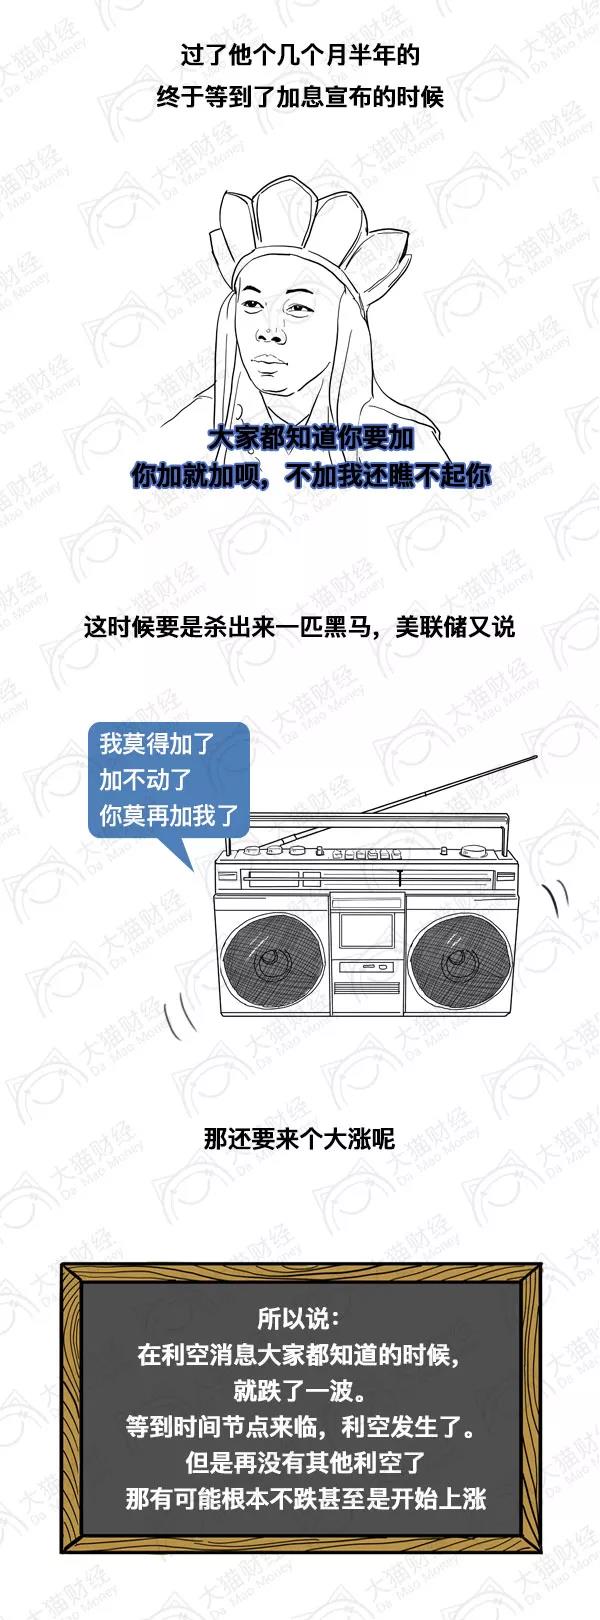 过了他个几个月半年的
终于等到了加息宣布的时候
大家都知道你要加
你加就加呗，不加我还瞧不起你
这时候要是杀出来一匹黑马，美联储又说
我莫得加了
加不动了
你莫再加我了
那还要来个大涨呢
所以说：
在利空消息大家都知道的时候，
就跌了一波。
等到时间节点来临，利空发生了。
但是再没有其他利空了
那有可能根本不跌甚至是开始上涨
大猫财经
Da Mao Money